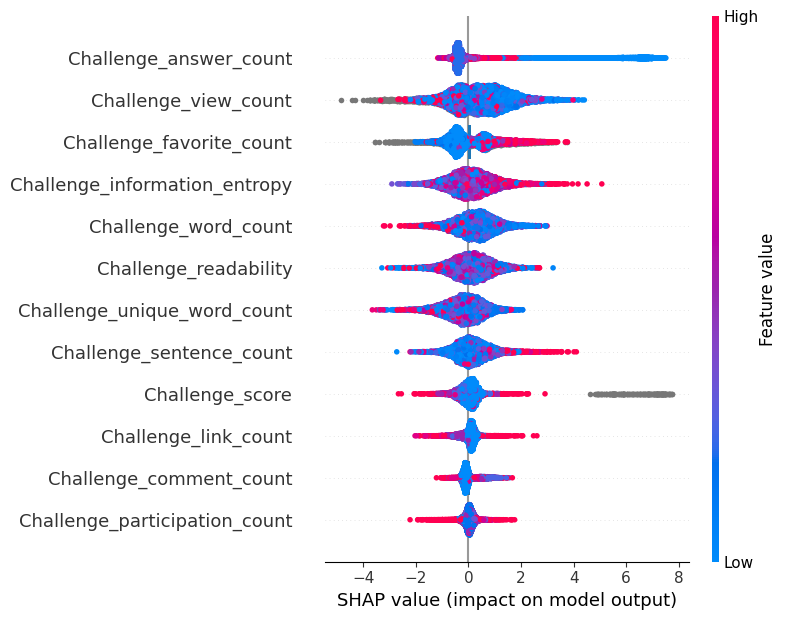 High
Challenge_answer_count
Challenge_view_count
Challenge_favorite_count
Challenge_information_entropy
Challenge_word_count
Challenge_readability
Challenge_unique_word_count
Challenge_sentence_count
Challenge_score
Challenge_link_count
Challenge_comment_count
Challenge_participation_count
Feature value
Low
−4 −2 0 2 4 6 8
SHAP value (impact on model output)